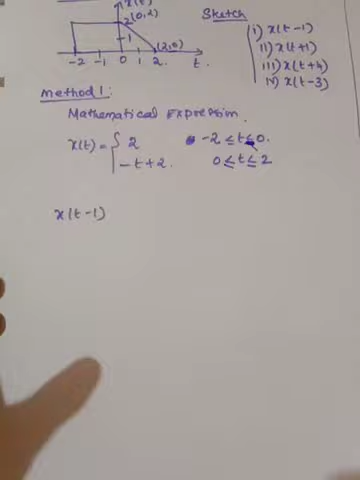 x(t)
2(0,2)
1
(2,0)
-2 -1 0 1 2. t.
Sketch
i) x(t-1)
ii) x(t+1)
iii) x(t+4)
iv) x(t-3)
method 1:
Mathematical Expression.
x(t) = { 2 -2 ≤ t ≤ 0.
-t+2. 0 ≤ t ≤ 2
x(t-1)